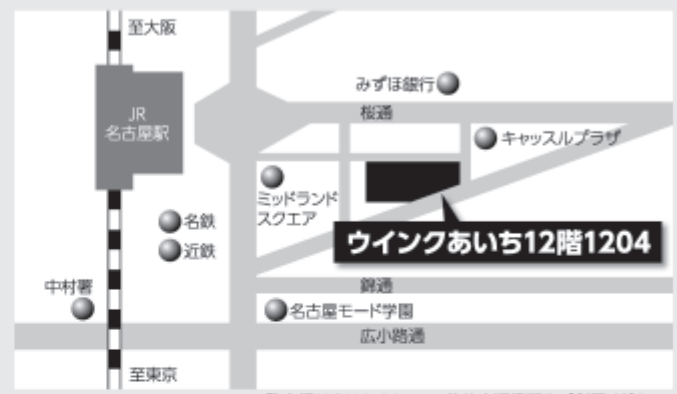 至大阪
みずほ銀行
JR
名古屋駅
桜通
キャッスルプラザ
ミッドランド
スクエア
名鉄
近鉄
ウインクあいち12階1204
中村署
錦通
名古屋モード学園
広小路通
至東京